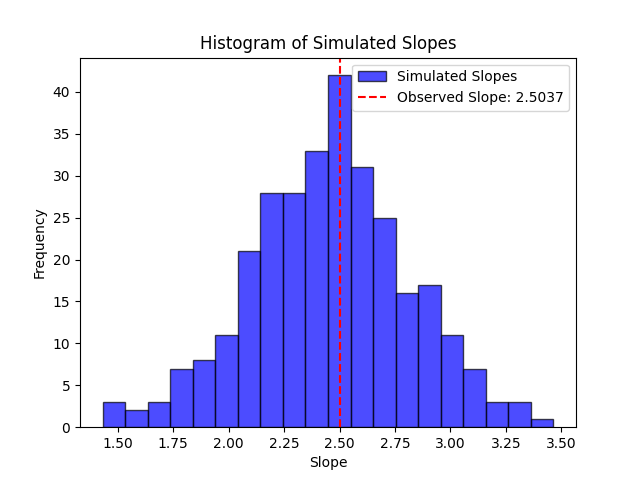 Histogram of Simulated Slopes
Simulated Slopes
Observed Slope: 2.5037
Frequency
40
35
30
25
20
15
10
5
0
1.50 1.75 2.00 2.25 2.50 2.75 3.00 3.25 3.50
Slope